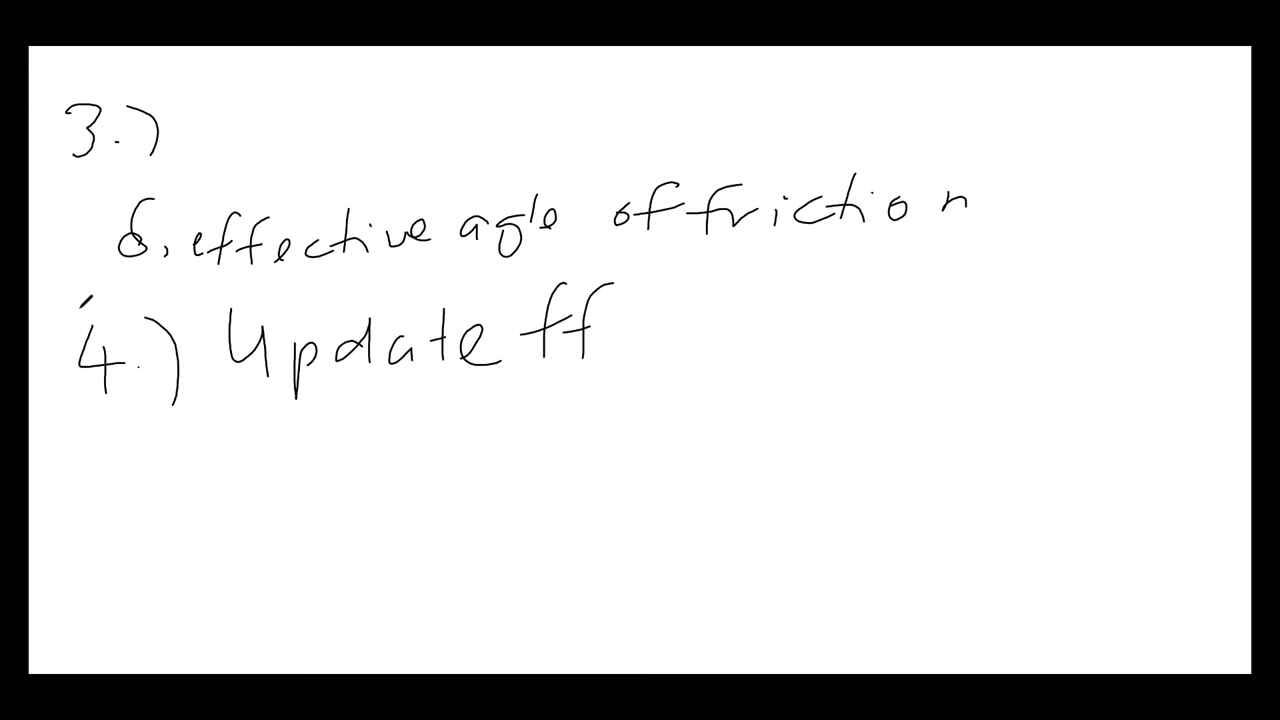 3.)
δ, effective agle of friction
4.) Update ff